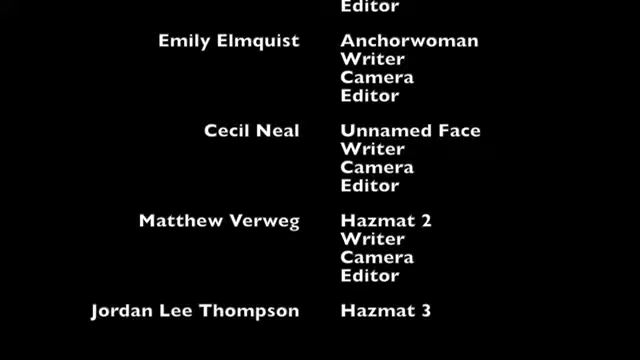 Editor
Emily Elmquist Anchorwoman
Writer
Camera
Editor
Cecil Neal Unnamed Face
Writer
Camera
Editor
Matthew Verweg Hazmat 2
Writer
Camera
Editor
Jordan Lee Thompson Hazmat 3